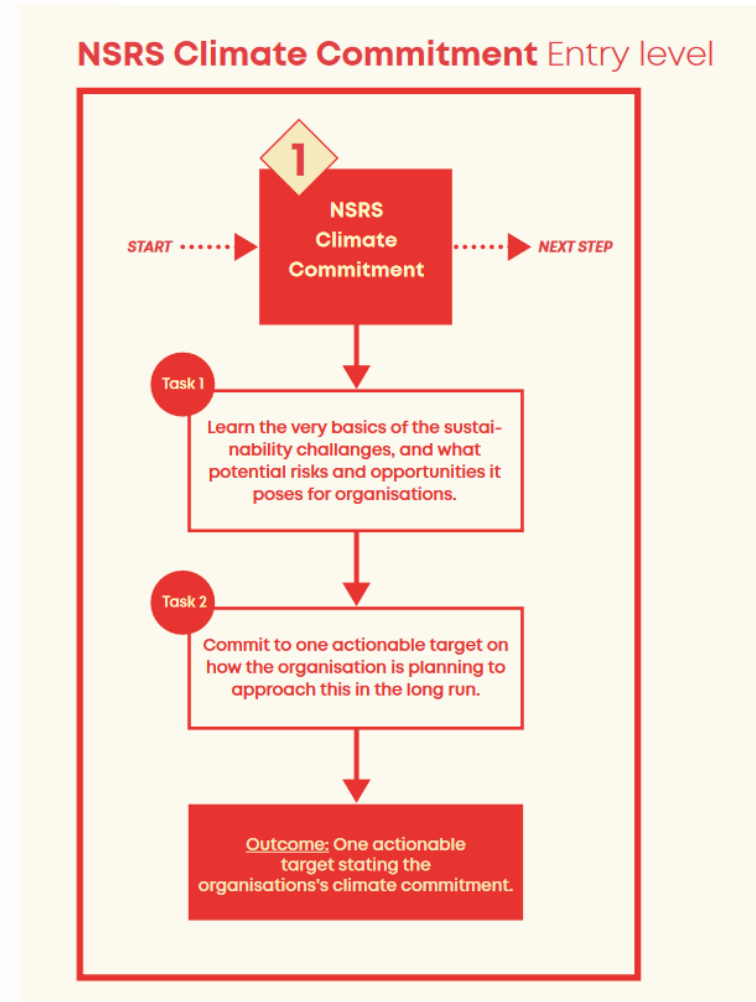 NSRS Climate Commitment Entry level
1
NSRS
Climate
Commitment
START
NEXT STEP
Task 1
Learn the very basics of the sustai-
nability challanges, and what
potential risks and opportunities it
poses for organisations.
Task 2
Commit to one actionable target on
how the organisation is planning to
approach this in the long run.
Outcome: One actionable
target stating the
organisations's climate commitment.